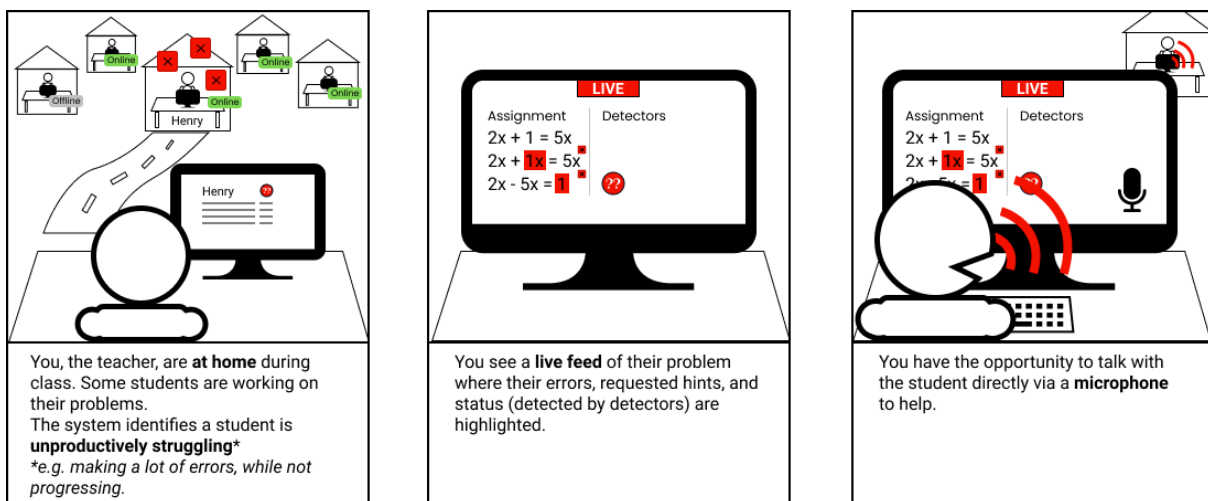 Online
Online
Offline
Online
Online
Henry
Henry
??
You, the teacher, are at home during
class. Some students are working on
their problems.
The system identifies a student is
unproductively struggling*
*e.g. making a lot of errors, while not
progressing.
LIVE
Assignment
Detectors
2x + 1 = 5x
2x + 1x = 5x
2x - 5x = 1
??
You see a live feed of their problem
where their errors, requested hints, and
status (detected by detectors) are
highlighted.
LIVE
Assignment
Detectors
2x + 1 = 5x
2x + 1x = 5x
2x - 5x = 1
??
You have the opportunity to talk with
the student directly via a microphone
to help.